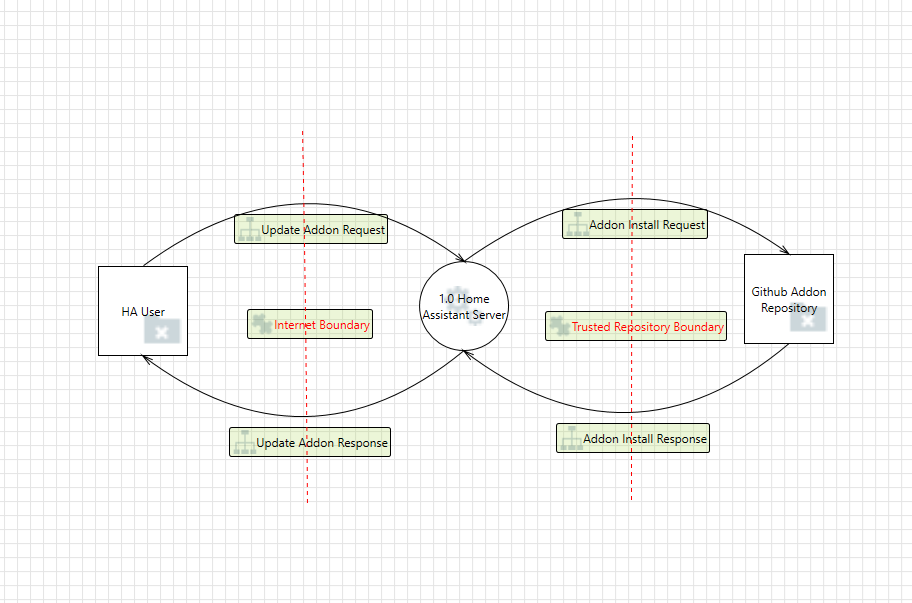 Update Addon Request
Addon Install Request
HA User
1.0 Home
Assistant Server
Github Addon
Repository
Internet Boundary
Trusted Repository Boundary
Update Addon Response
Addon Install Response